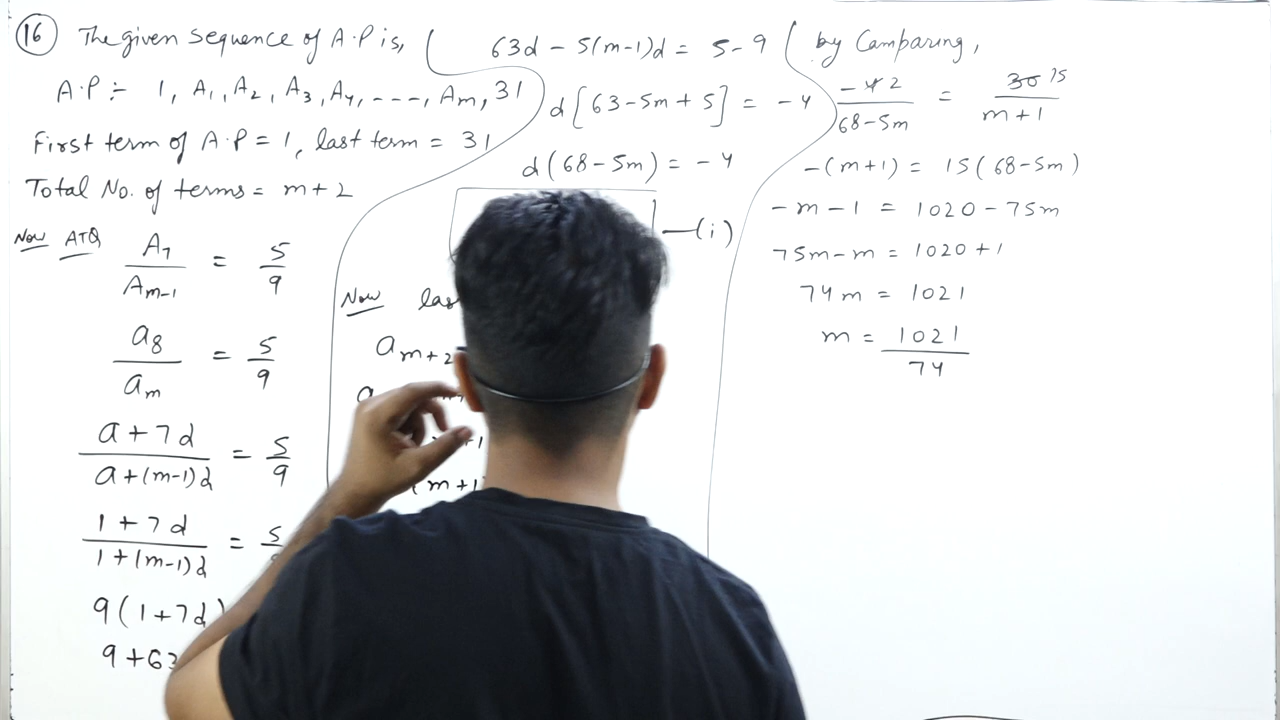 16 The given sequence of A.P is,
A.P :- 1, A1, A2, A3, A4, ----, Am, 31
First term of A.P = 1, last term = 31
Total No. of terms = m+2
Now ATQ
A7/Am-1 = 5/9
a8/am = 5/9
a+7d/a+(m-1)d = 5/9
1+7d/1+(m-1)d = 5
9(1+7d)
9+63
63d - 5(m-1)d = 5-9
d[63-5m+5] = -4
d(68-5m) = -4
—(i)
Now las
am+2
(m+1
by Comparing,
-4 2/68-5m = 30 15/m+1
-(m+1) = 15(68-5m)
-m-1 = 1020-75m
75m-m = 1020+1
74m = 1021
m = 1021/74